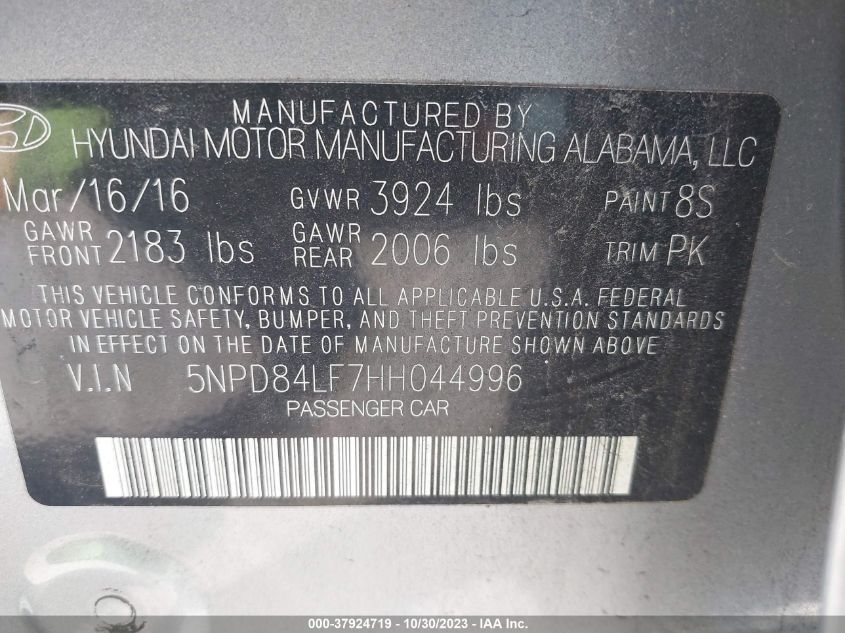 MANUFACTURED BY
HYUNDAI MOTOR MANUFACTURING ALABAMA, LLC
Mar/16/16 GVWR 3924 lbs PAINT 8S
GAWR FRONT 2183 lbs GAWR REAR 2006 lbs TRIM PK
THIS VEHICLE CONFORMS TO ALL APPLICABLE U.S.A. FEDERAL
MOTOR VEHICLE SAFETY, BUMPER, AND THEFT PREVENTION STANDARDS
IN EFFECT ON THE DATE OF MANUFACTURE SHOWN ABOVE
V.I.N 5NPD84LF7HH044996
PASSENGER CAR
000-37924719 - 10/30/2023 - IAA Inc.